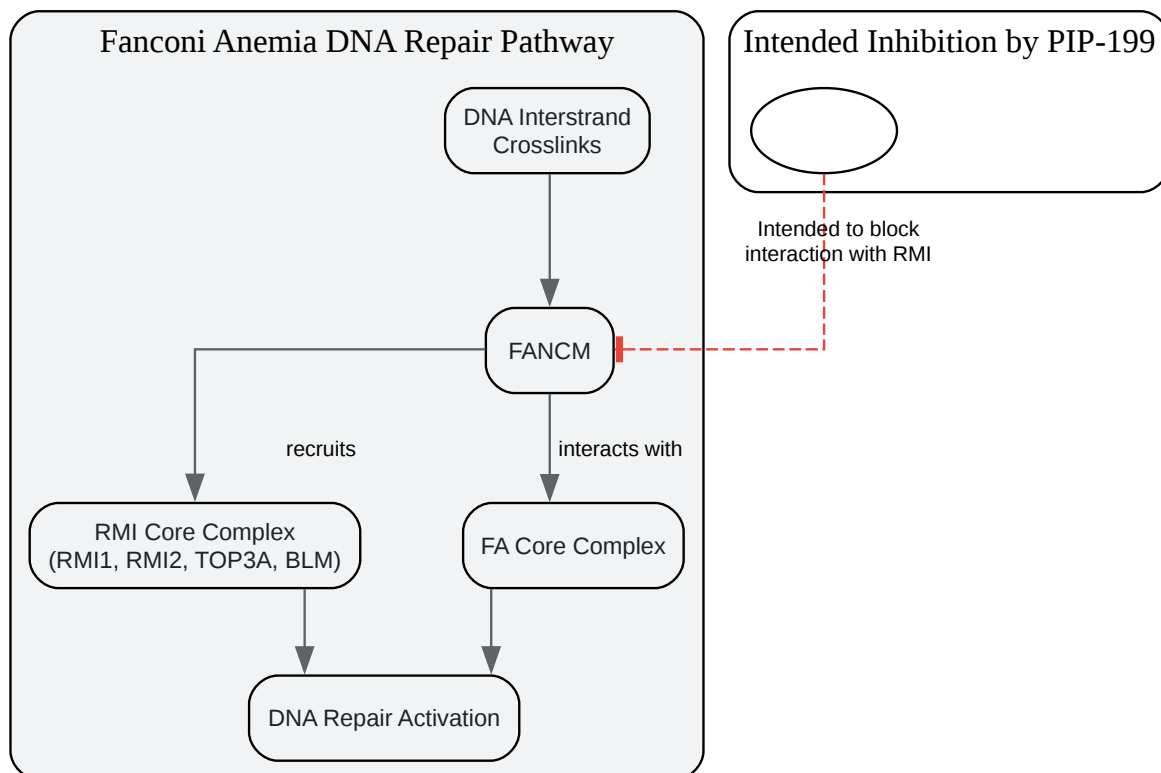 Fanconi Anemia DNA Repair Pathway
Intended Inhibition by PIP-199
DNA Interstrand
Crosslinks
Intended to block
interaction with RMI
FANCM
recruits
interacts with
RMI Core Complex
(RMI1, RMI2, TOP3A, BLM)
FA Core Complex
DNA Repair Activation